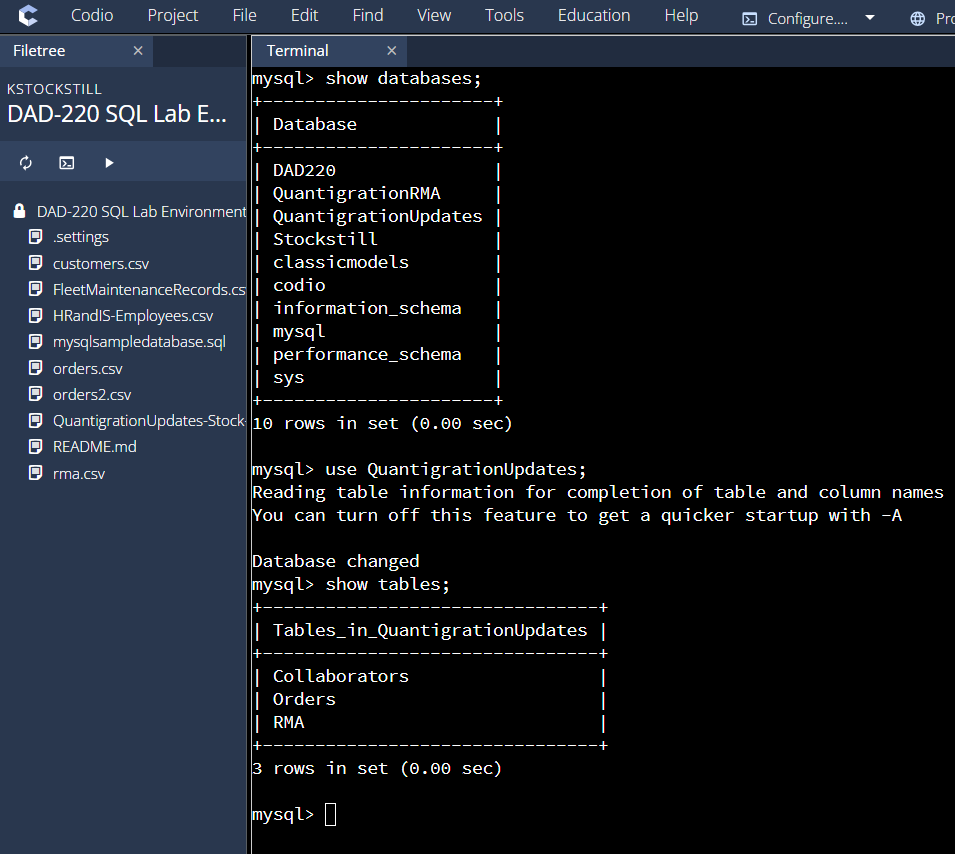 Codio Project File Edit Find View Tools Education Help Configure....
Filetree ×
Terminal ×
KSTOCKSTILL
DAD-220 SQL Lab E...
DAD-220 SQL Lab Environment
.settings
customers.csv
FleetMaintenanceRecords.cs
HRandIS-Employees.csv
mysqlsampledatabase.sql
orders.csv
orders2.csv
QuantigrationUpdates-Stock-
README.md
rma.csv
mysql> show databases;
+----------------------+
| Database             |
+----------------------+
| DAD220               |
| QuantigrationRMA     |
| QuantigrationUpdates |
| Stockstill           |
| classicmodels        |
| codio                |
| information_schema   |
| mysql                |
| performance_schema   |
| sys                  |
+----------------------+
10 rows in set (0.00 sec)
mysql> use QuantigrationUpdates;
Reading table information for completion of table and column names
You can turn off this feature to get a quicker startup with -A
Database changed
mysql> show tables;
+--------------------------------+
| Tables_in_QuantigrationUpdates |
+--------------------------------+
| Collaborators                  |
| Orders                         |
| RMA                            |
+--------------------------------+
3 rows in set (0.00 sec)
mysql>